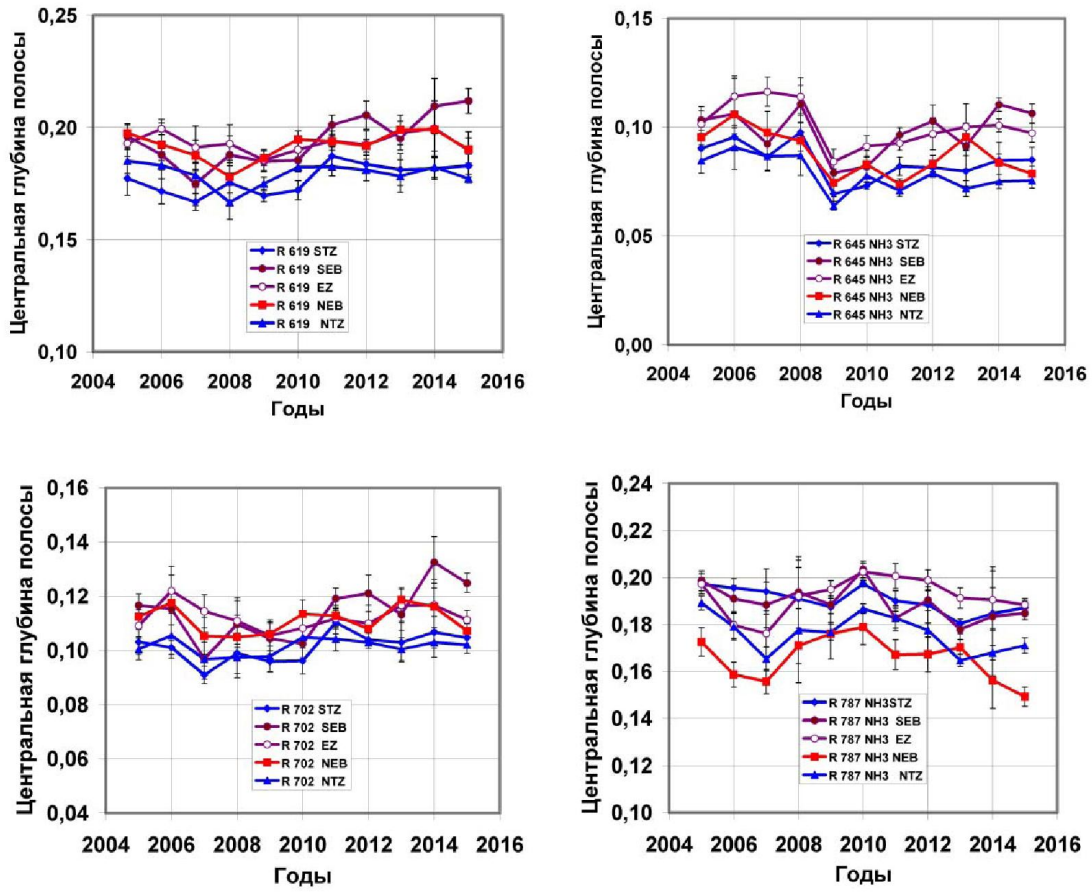 Центральная глубина полосы
0,25
0,20
0,15
0,10
2004 2006 2008 2010 2012 2014 2016
Годы
R 619 STZ
R 619 SEB
R 619 EZ
R 619 NEB
R 619 NTZ
Центральная глубина полосы
0,15
0,10
0,05
0,00
2004 2006 2008 2010 2012 2014 2016
Годы
R 645 NH3 STZ
R 645 NH3 SEB
R 645 NH3 EZ
R 645 NH3 NEB
R 645 NH3 NTZ
Центральная глубина полосы
0,16
0,14
0,12
0,10
0,08
0,06
0,04
2004 2006 2008 2010 2012 2014 2016
Годы
R 702 STZ
R 702 SEB
R 702 EZ
R 702 NEB
R 702 NTZ
Центральная глубина полосы
0,24
0,22
0,20
0,18
0,16
0,14
0,12
0,10
2004 2006 2008 2010 2012 2014 2016
Годы
R 787 NH3STZ
R 787 NH3 SEB
R 787 NH3 EZ
R 787 NH3 NEB
R 787 NH3 NTZ